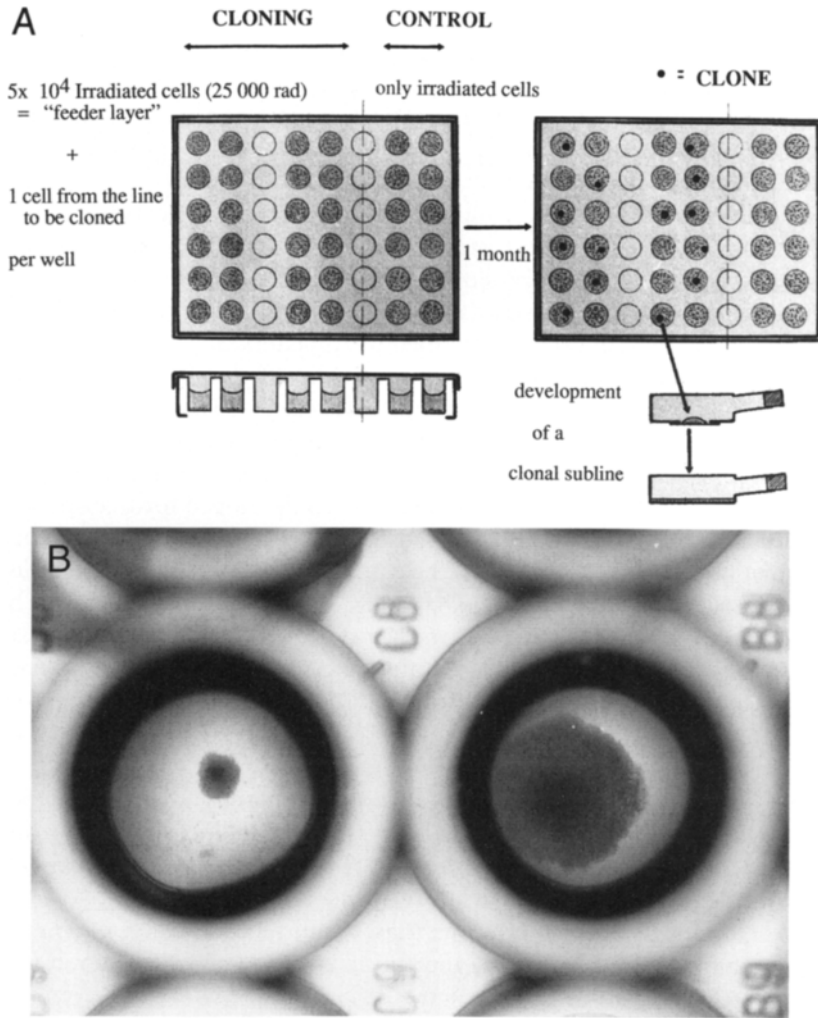 A
CLONING
CONTROL
5x 10⁴ Irradiated cells (25 000 rad)
= "feeder layer"
+
1 cell from the line
to be cloned
per well
only irradiated cells
• = CLONE
1 month
development
of a
clonal subline
B
C8
B8
C9
B9